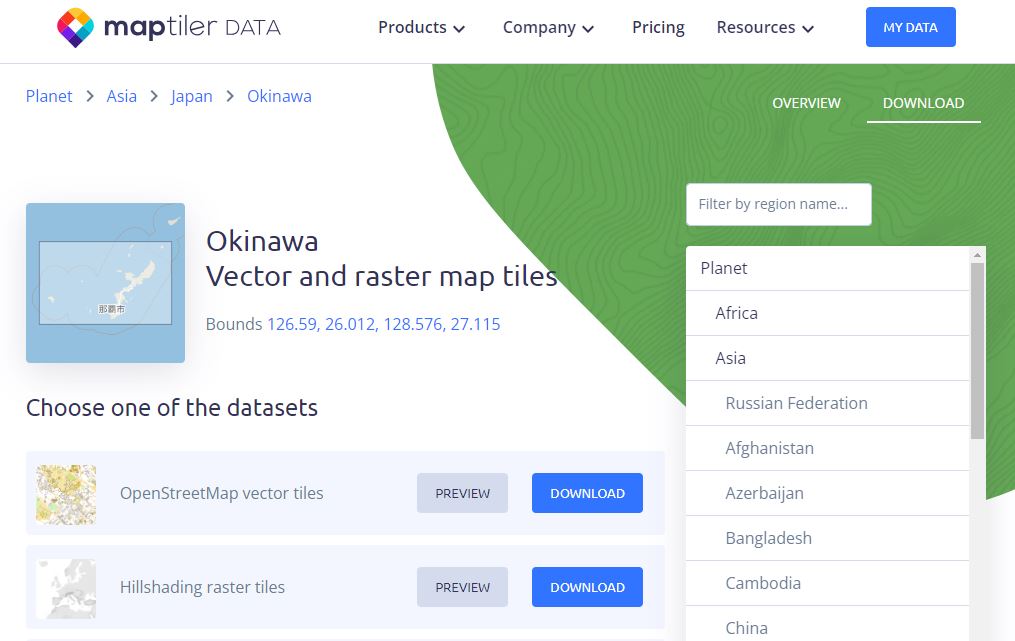 maptiler DATA
Products
Company
Pricing
Resources
MY DATA
Planet > Asia > Japan > Okinawa
OVERVIEW
DOWNLOAD
Filter by region name...
那覇市
Okinawa
Vector and raster map tiles
Bounds 126.59, 26.012, 128.576, 27.115
Choose one of the datasets
OpenStreetMap vector tiles
PREVIEW
DOWNLOAD
Hillshading raster tiles
PREVIEW
DOWNLOAD
Planet
Africa
Asia
Russian Federation
Afghanistan
Azerbaijan
Bangladesh
Cambodia
China